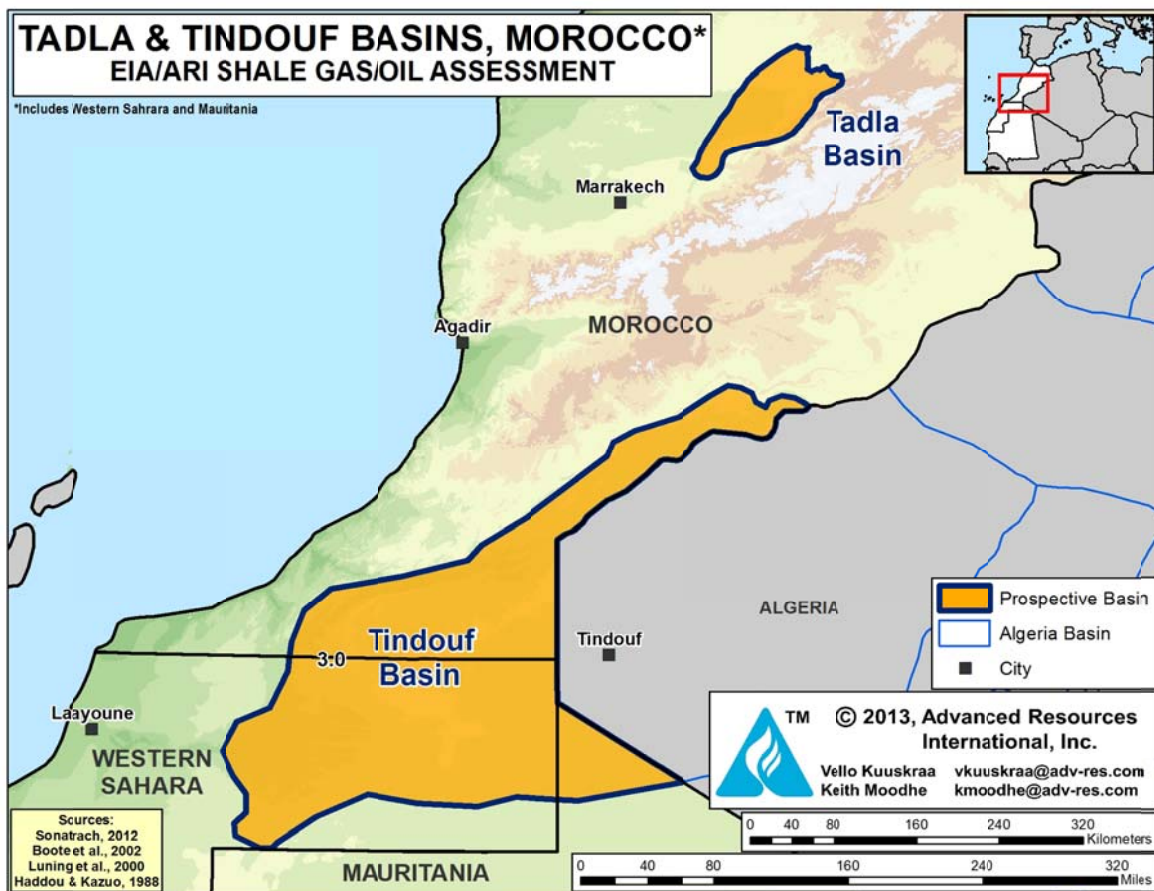 TADLA & TINDOUF BASINS, MOROCCO*
EIA/ARI SHALE GAS/OIL ASSESSMENT
*Includes Western Sahrara and Mauritania
Tadla
Basin
Marrakech
Agadir
MOROCCO
ALGERIA
Tindouf
Tindouf
Basin
3.0
Laayoune
WESTERN
SAHARA
MAURITANIA
Prospective Basin
Algeria Basin
City
TM
© 2013, Advanced Resources
International, Inc.
Vello Kuuskraa vkuuskraa@adv-res.com
Keith Moodhe kmoodhe@adv-res.com
Sources:
Sonatrach, 2012
Boote et al., 2002
Luning et al., 2000
Haddou & Kazuo, 1988
0 40 80 160 240 320
Kilometers
0 40 80 160 240 320
Miles